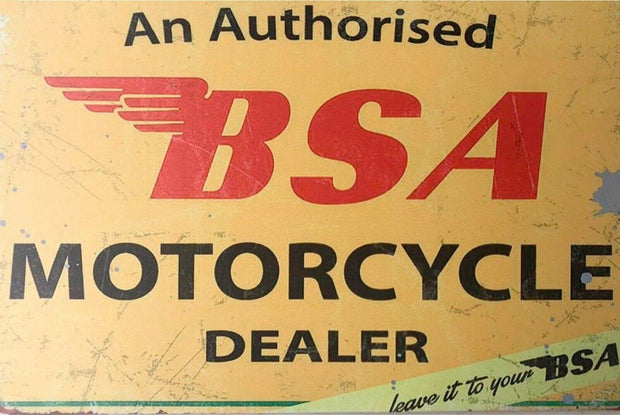 An Authorised
BSA
MOTORCYCLE
DEALER
leave it to your BSA